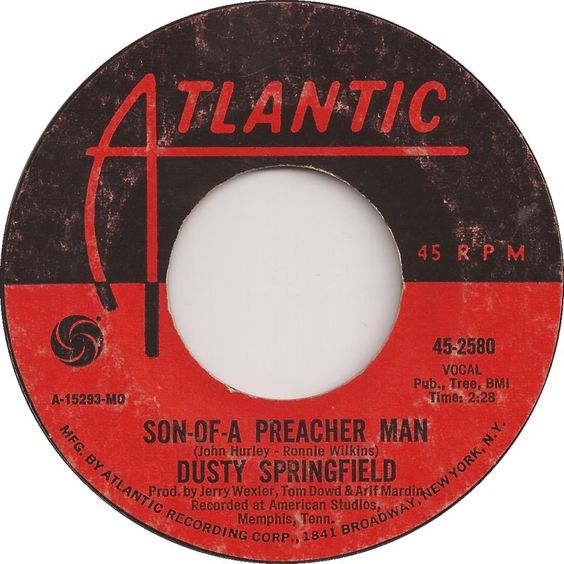 ATLANTIC
45 RPM
45-2580
VOCAL
Pub., Tree, BMI
Time: 2:28
A-15293-MO
SON-OF-A PREACHER MAN
(John Hurley - Ronnie Wilkins)
DUSTY SPRINGFIELD
Prod. by Jerry Wexler, Tom Dowd & Arif Mardin
Recorded at American Studios,
Memphis, Tenn.
MFG. BY ATLANTIC RECORDING CORP., 1841 BROADWAY, NEW YORK, N.Y.